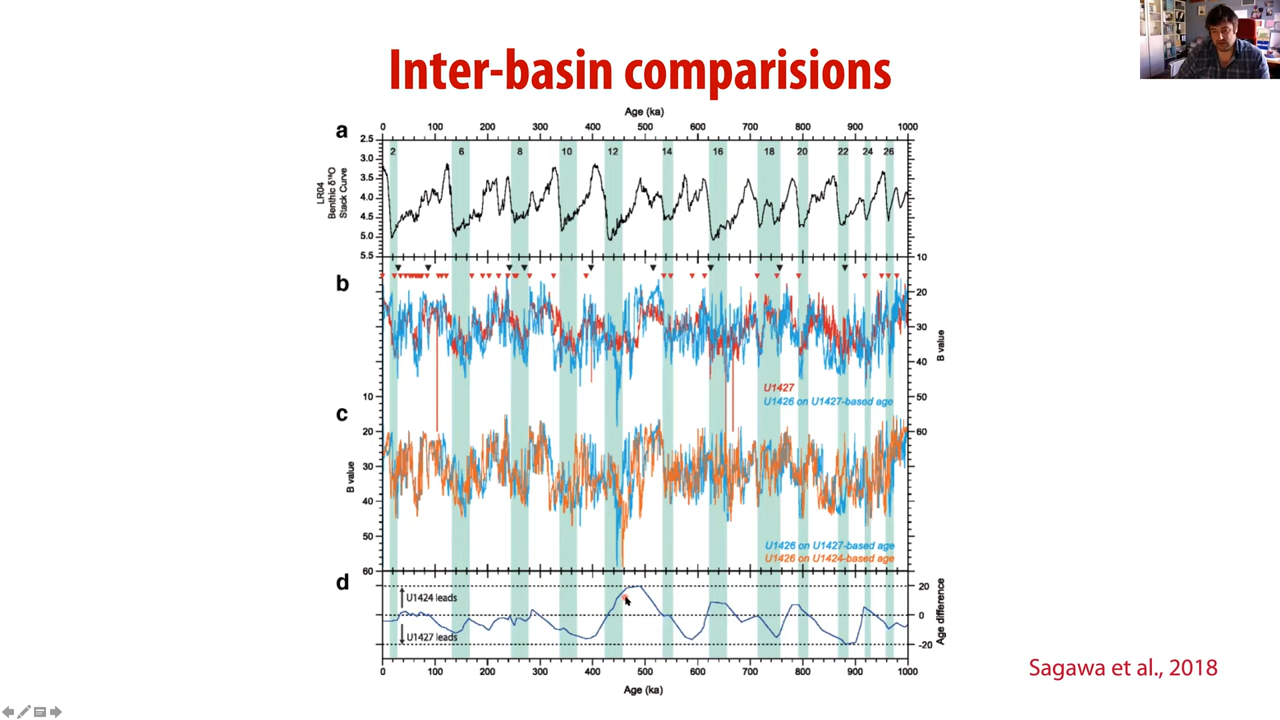 Inter-basin comparisions
Age (ka)
0 100 200 300 400 500 600 700 800 900 1000
a
2.5
3.0
3.5
4.0
4.5
5.0
5.5
LR04
Benthic δ18O
Stack Curve
2 6 8 10 12 14 16 18 20 22 24 26
b
10
20
30
40
50
60
B value
U1427
U1426 on U1427-based age
c
10
20
30
40
50
60
B value
U1426 on U1427-based age
U1426 on U1424-based age
d
U1424 leads
U1427 leads
20
0
-20
Age difference
0 100 200 300 400 500 600 700 800 900 1000
Age (ka)
Sagawa et al., 2018